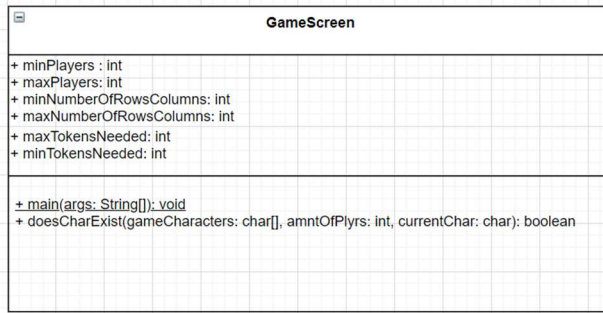 GameScreen
+ minPlayers : int
+ maxPlayers: int
+ minNumberOfRowsColumns: int
+ maxNumberOfRowsColumns: int
+ maxTokensNeeded: int
+ minTokensNeeded: int
+ main(args: String[]): void
+ doesCharExist(gameCharacters: char[], amntOfPlyrs: int, currentChar: char): boolean